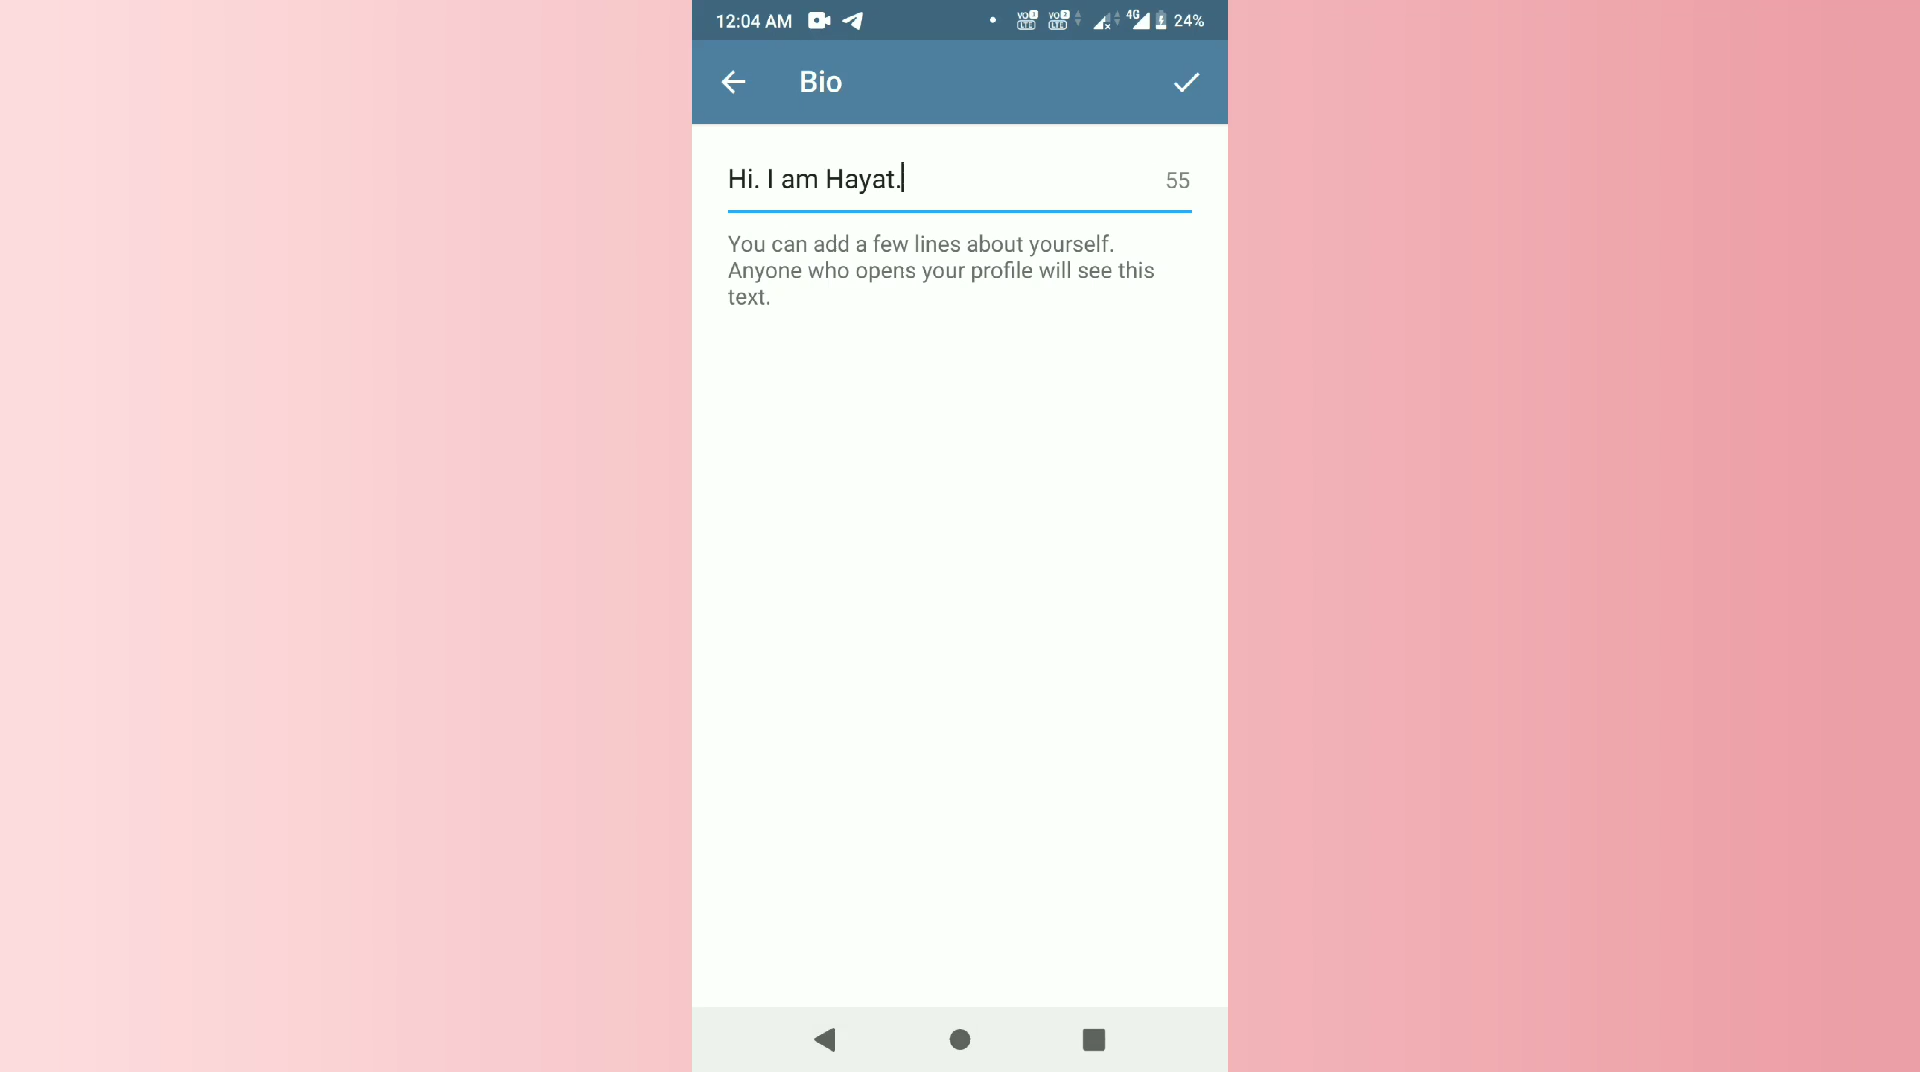 12:04 AM 4G 24%
Bio
Hi. I am Hayat.
55
You can add a few lines about yourself.
Anyone who opens your profile will see this
text.